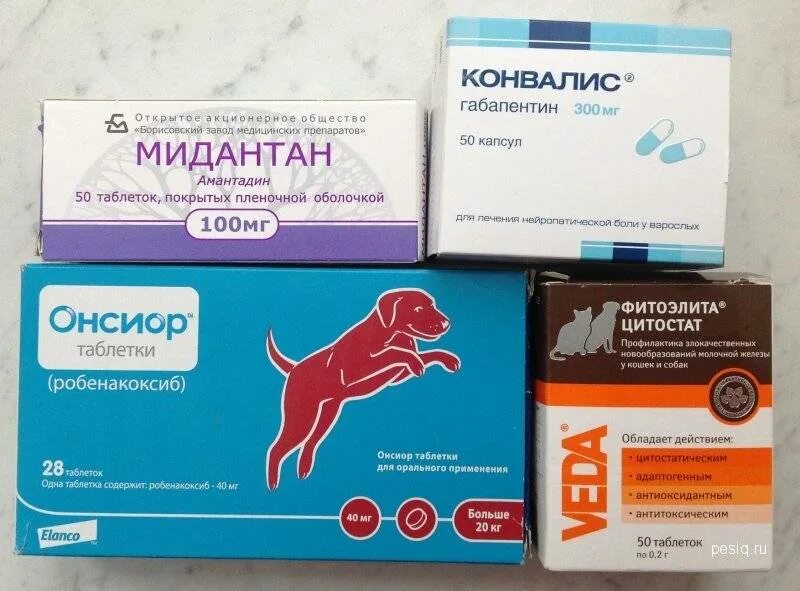 Открытое акционерное общество
«Борисовский завод медицинских препаратов»
МИДАНТАН
Амантадин
50 таблеток, покрытых пленочной оболочкой
100мг
КОНВАЛИС®
габапентин 300 мг
50 капсул
для лечения нейропатической боли у взрослых
Онсиор™
таблетки
(робенакоксиб)
28 таблеток
Одна таблетка содержит: робенакоксиб - 40 мг
Онсиор таблетки
для орального применения
40 мг
Больше
20 кг
Elanco
ФИТОЭЛИТА®
ЦИТОСТАТ
Профилактика злокачественных
новообразований молочной железы
у кошек и собак
VEDA®
Обладает действием:
• цитостатическим
• адаптогенным
• антиоксидантным
• антитоксическим
50 таблеток
по 0,2 г
pesiq.ru